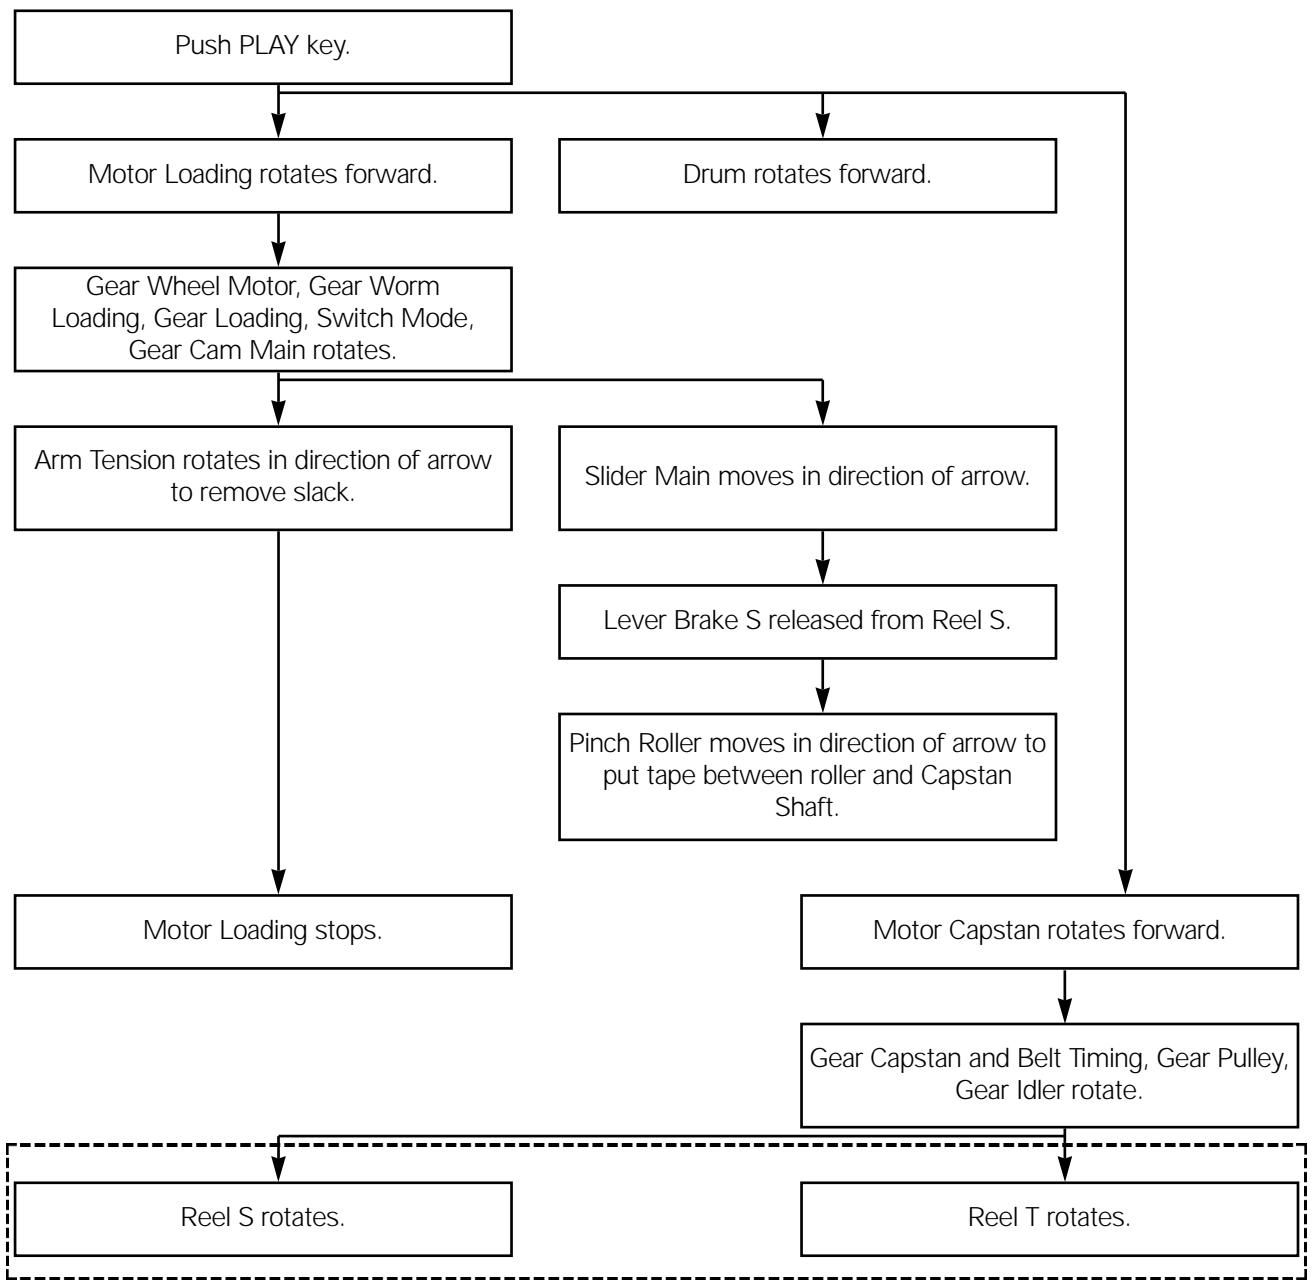 Push PLAY key.
Motor Loading rotates forward.
Drum rotates forward.
Gear Wheel Motor, Gear Worm
Loading, Gear Loading, Switch Mode,
Gear Cam Main rotates.
Arm Tension rotates in direction of arrow
to remove slack.
Slider Main moves in direction of arrow.
Lever Brake S released from Reel S.
Pinch Roller moves in direction of arrow to
put tape between roller and Capstan
Shaft.
Motor Loading stops.
Motor Capstan rotates forward.
Gear Capstan and Belt Timing, Gear Pulley,
Gear Idler rotate.
Reel S rotates.
Reel T rotates.